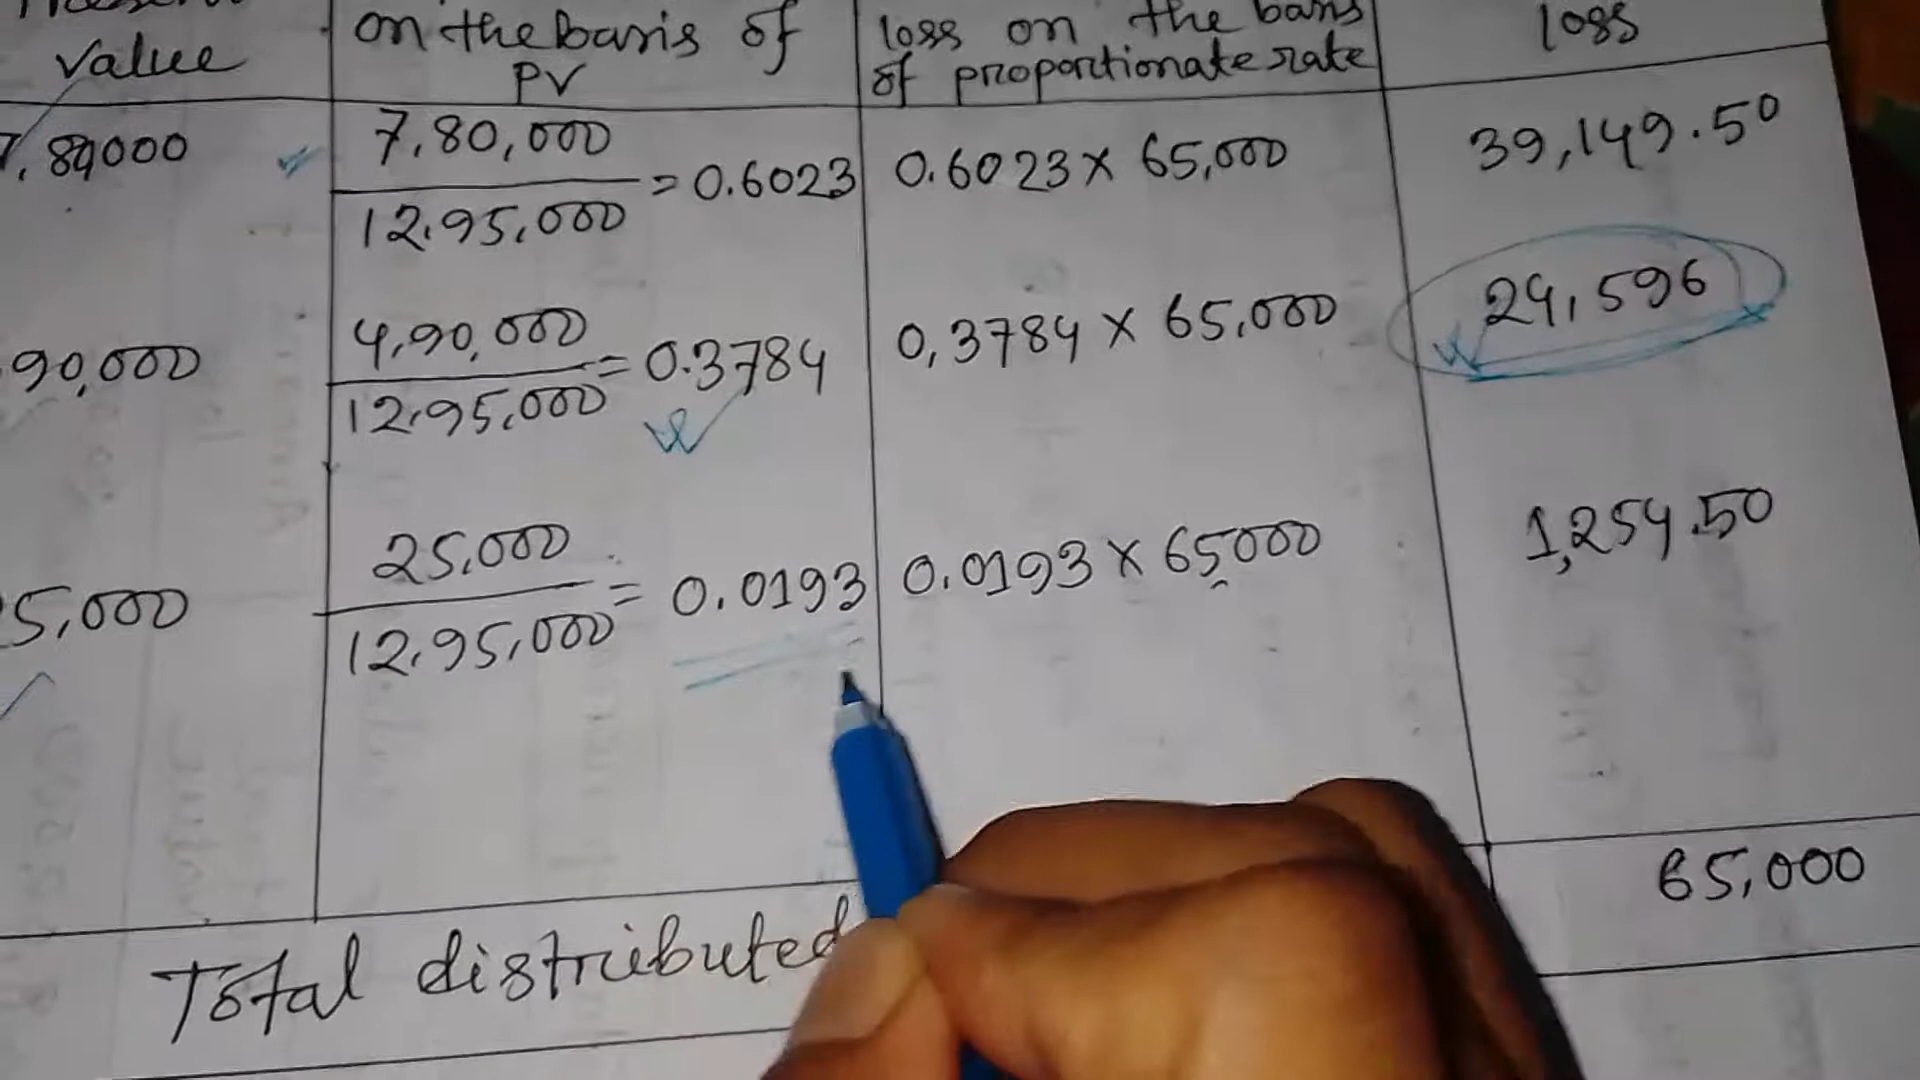 value
on the basis of
PV
loss on the basis
of proportionate rate
loss
7,80,000
12,95,000
= 0.6023
0.6023 x 65,000
39,149.50
90,000
4,90,000
12,95,000
= 0.3784
0,3784 x 65,000
24,596
5,000
25,000
12,95,000
= 0.0193
0.0193 x 65000
1,254.50
Total distributed
65,000